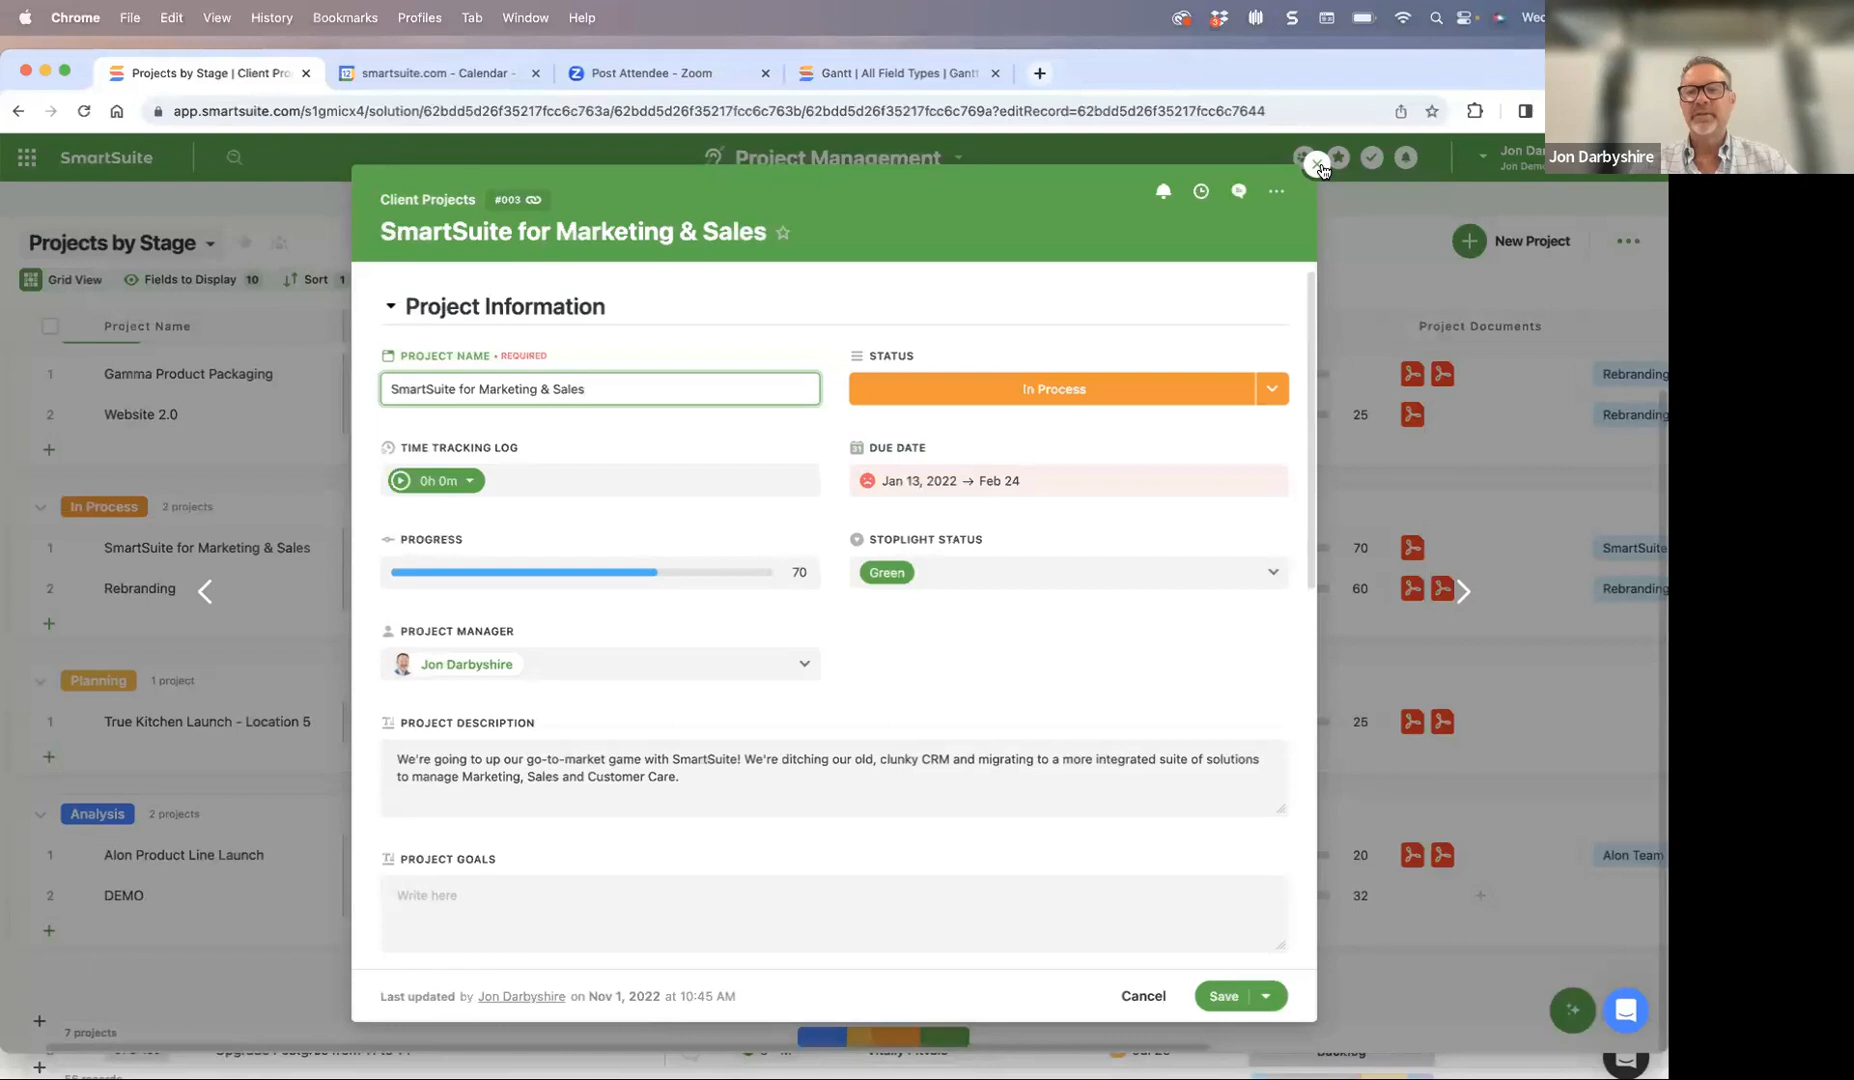 Chrome File Edit View History Bookmarks Profiles Tab Window Help
3
Wed
Projects by Stage | Client Pro
12
smartsuite.com - Calendar -
Post Attendee - Zoom
Gantt | All Field Types | Gantt
app.smartsuite.com/s1gmicx4/solution/62bdd5d26f35217fcc6c763a/62bdd5d26f35217fcc6c763b/62bdd5d26f35217fcc6c769a?editRecord=62bdd5d26f35217fcc6c7644
Jon Darbyshire
SmartSuite
Project Management
Jon Da
Jon Dem
Client Projects #003
SmartSuite for Marketing & Sales
Projects by Stage
New Project
Grid View Fields to Display 10 Sort 1
Project Name
Project Documents
1 Gamma Product Packaging
Rebranding
2 Website 2.0
25 Rebranding
In Process 2 projects
1 SmartSuite for Marketing & Sales
70 SmartSuite
2 Rebranding
60 Rebranding
Planning 1 project
1 True Kitchen Launch - Location 5
25
Analysis 2 projects
1 Alon Product Line Launch
20 Alon Team
2 DEMO
32
7 projects
Project Information
PROJECT NAME • REQUIRED
SmartSuite for Marketing & Sales
STATUS
In Process
TIME TRACKING LOG
0h 0m
DUE DATE
Jan 13, 2022 → Feb 24
PROGRESS
70
STOPLIGHT STATUS
Green
PROJECT MANAGER
Jon Darbyshire
PROJECT DESCRIPTION
We're going to up our go-to-market game with SmartSuite! We're ditching our old, clunky CRM and migrating to a more integrated suite of solutions
to manage Marketing, Sales and Customer Care.
PROJECT GOALS
Write here
Last updated by Jon Darbyshire on Nov 1, 2022 at 10:45 AM
Cancel Save
Backlog
56 records